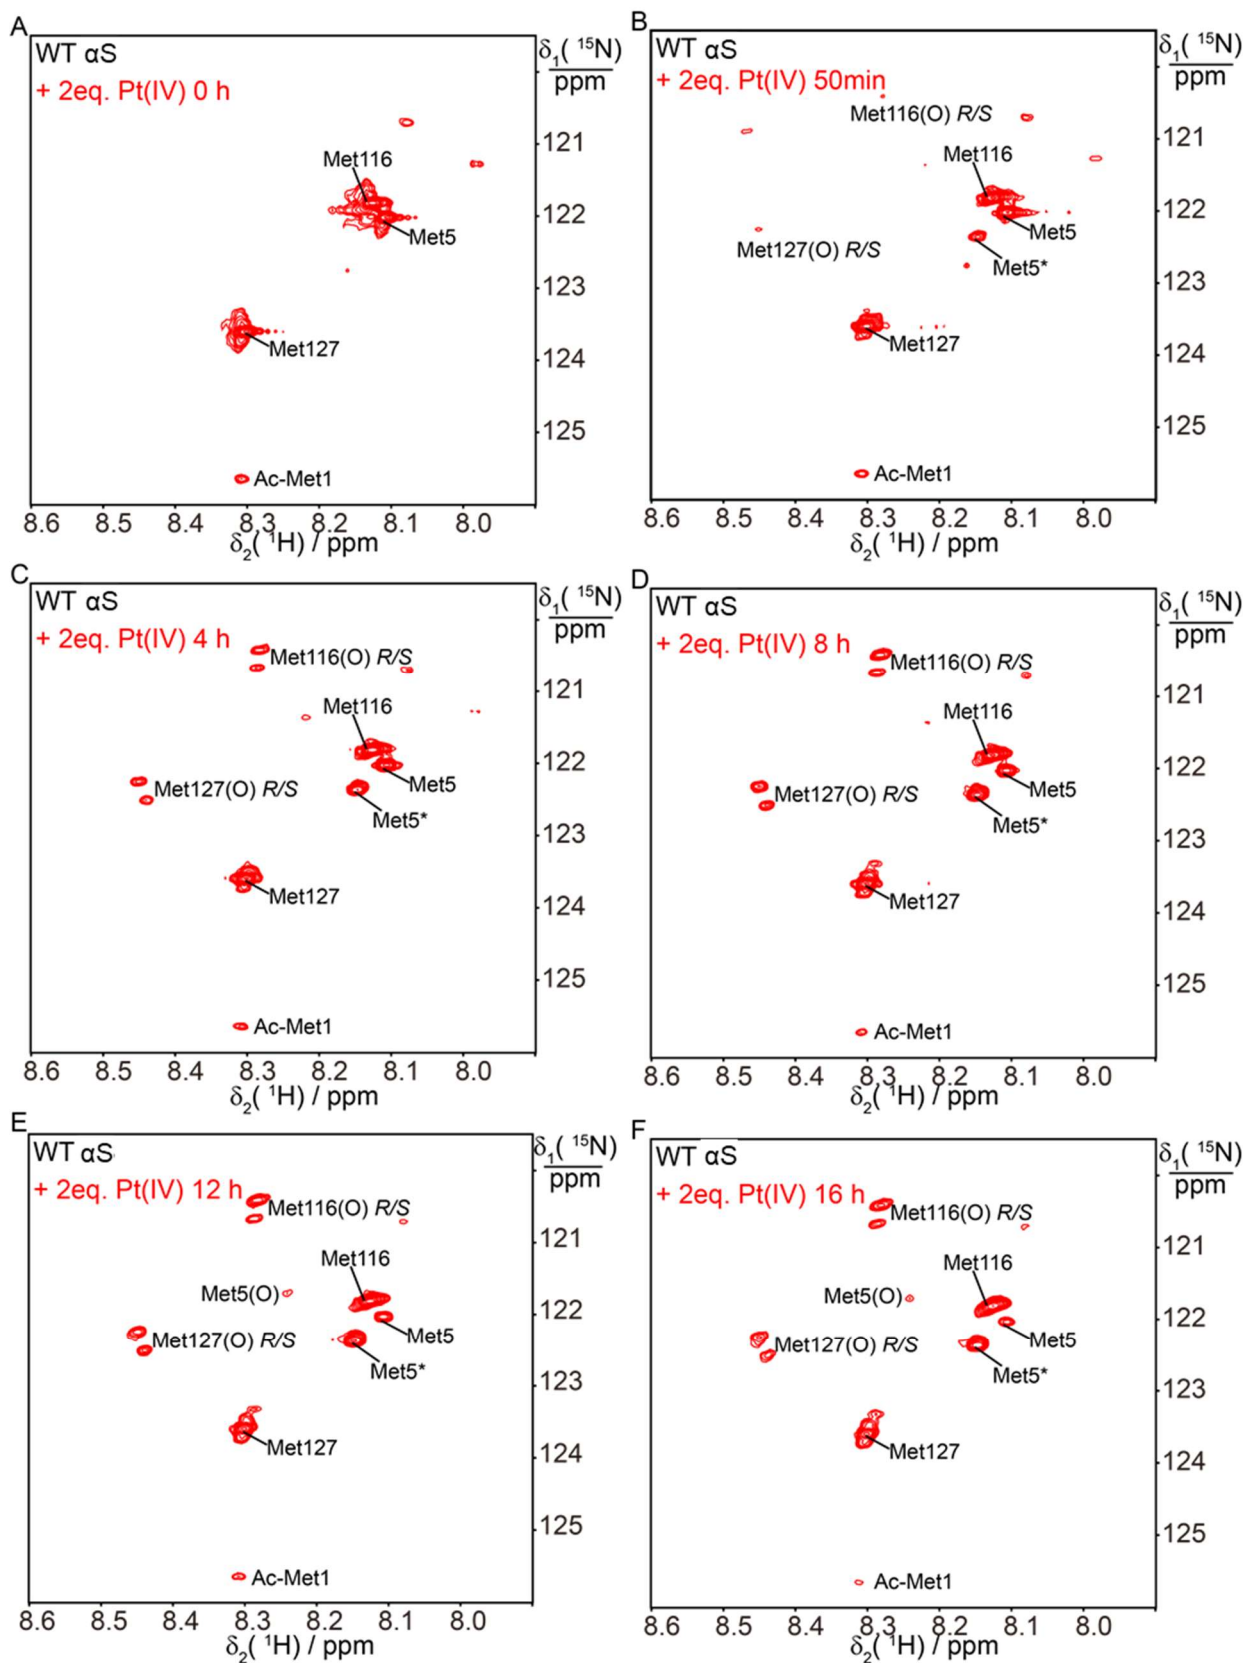 A
WT αS
+ 2eq. Pt(IV) 0 h
δ1( 15N)
ppm
Met116
Met5
Met127
Ac-Met1
121
122
123
124
125
8.6 8.5 8.4 8.3 8.2 8.1 8.0
δ2( 1H) / ppm
B
WT αS
+ 2eq. Pt(IV) 50min
δ1( 15N)
ppm
Met116(O) R/S
Met116
Met5
Met127(O) R/S
Met5*
Met127
Ac-Met1
121
122
123
124
125
8.6 8.5 8.4 8.3 8.2 8.1 8.0
δ2( 1H) / ppm
C
WT αS
+ 2eq. Pt(IV) 4 h
δ1( 15N)
ppm
Met116(O) R/S
Met116
Met5
Met127(O) R/S
Met5*
Met127
Ac-Met1
121
122
123
124
125
8.6 8.5 8.4 8.3 8.2 8.1 8.0
δ2( 1H) / ppm
D
WT αS
+ 2eq. Pt(IV) 8 h
δ1( 15N)
ppm
Met116(O) R/S
Met116
Met5
Met127(O) R/S
Met5*
Met127
Ac-Met1
121
122
123
124
125
8.6 8.5 8.4 8.3 8.2 8.1 8.0
δ2( 1H) / ppm
E
WT αS
+ 2eq. Pt(IV) 12 h
δ1( 15N)
ppm
Met116(O) R/S
Met116
Met5(O)
Met127(O) R/S
Met5
Met5*
Met127
Ac-Met1
121
122
123
124
125
8.6 8.5 8.4 8.3 8.2 8.1 8.0
δ2( 1H) / ppm
F
WT αS
+ 2eq. Pt(IV) 16 h
δ1( 15N)
ppm
Met116(O) R/S
Met116
Met5(O)
Met127(O) R/S
Met5
Met5*
Met127
Ac-Met1
121
122
123
124
125
8.6 8.5 8.4 8.3 8.2 8.1 8.0
δ2( 1H) / ppm